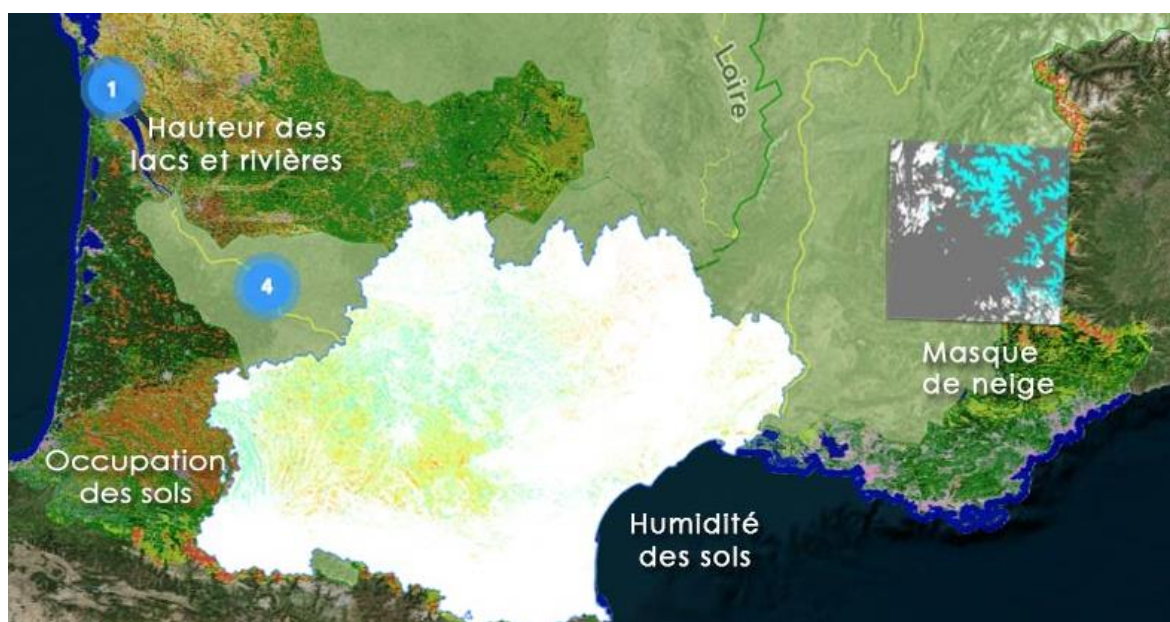 1
Hauteur des
lacs et rivières
Loire
4
Masque
de neige
Occupation
des sols
Humidité
des sols